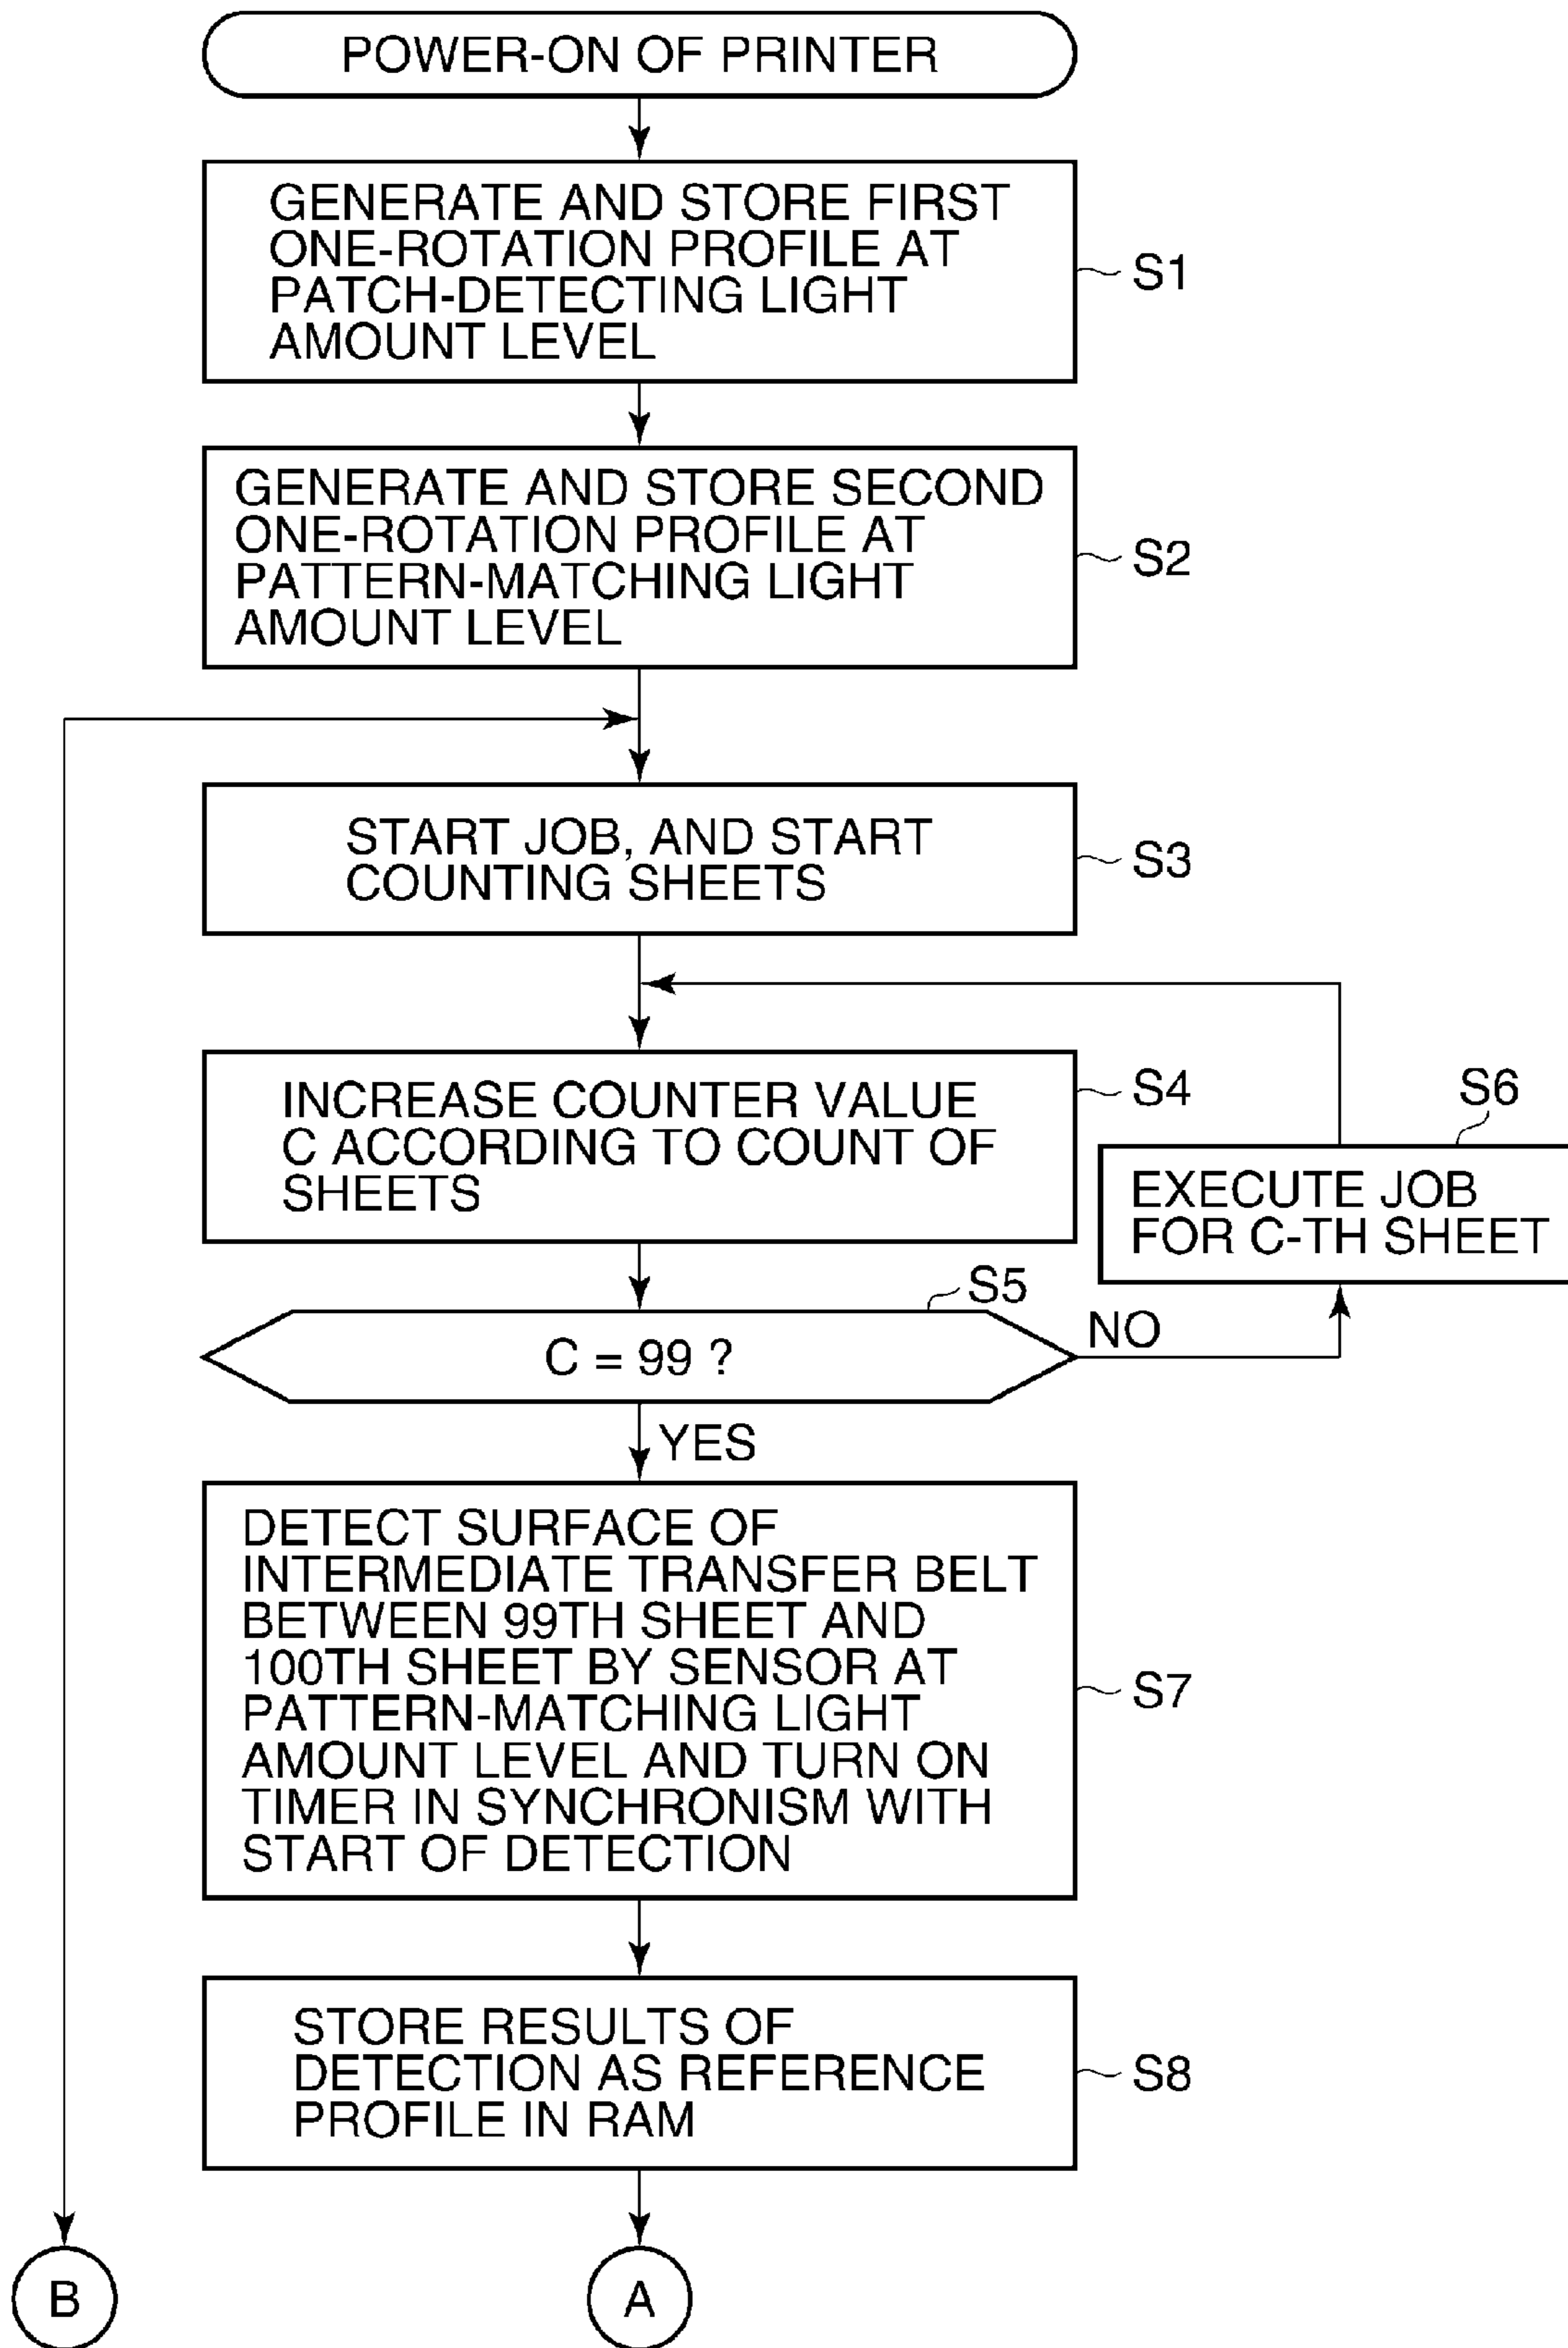 POWER-ON OF PRINTER
GENERATE AND STORE FIRST
ONE-ROTATION PROFILE AT
PATCH-DETECTING LIGHT
AMOUNT LEVEL
S1
GENERATE AND STORE SECOND
ONE-ROTATION PROFILE AT
PATTERN-MATCHING LIGHT
AMOUNT LEVEL
S2
START JOB, AND START
COUNTING SHEETS
S3
INCREASE COUNTER VALUE
C ACCORDING TO COUNT OF
SHEETS
S4
S6
EXECUTE JOB
FOR C-TH SHEET
S5
C = 99 ?
NO
YES
DETECT SURFACE OF
INTERMEDIATE TRANSFER BELT
BETWEEN 99TH SHEET AND
100TH SHEET BY SENSOR AT
PATTERN-MATCHING LIGHT
AMOUNT LEVEL AND TURN ON
TIMER IN SYNCHRONISM WITH
START OF DETECTION
S7
STORE RESULTS OF
DETECTION AS REFERENCE
PROFILE IN RAM
S8
B
A